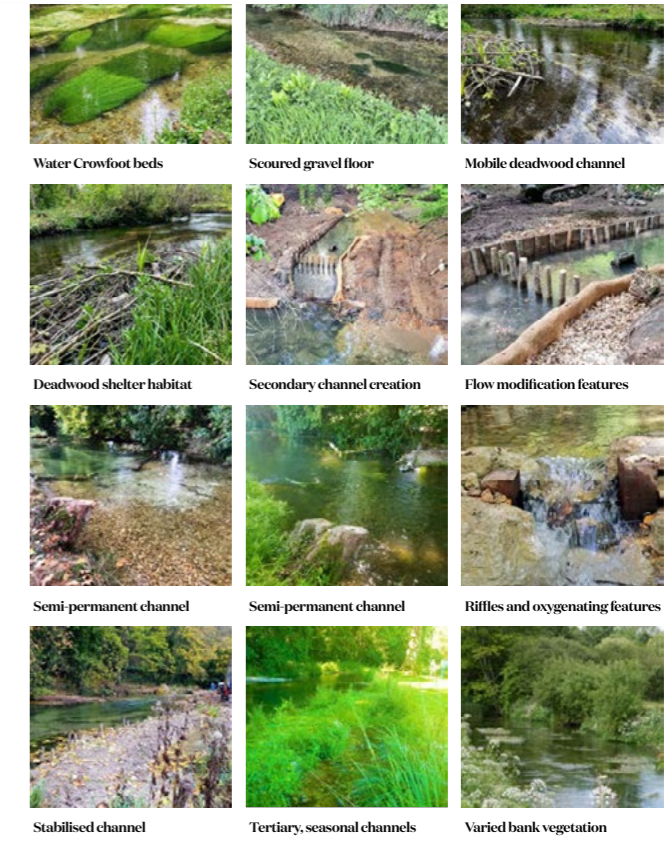 Water Crowfoot beds
Scoured gravel floor
Mobile deadwood channel
Deadwood shelter habitat
Secondary channel creation
Flow modification features
Semi-permanent channel
Semi-permanent channel
Riffles and oxygenating features
Stabilised channel
Tertiary, seasonal channels
Varied bank vegetation